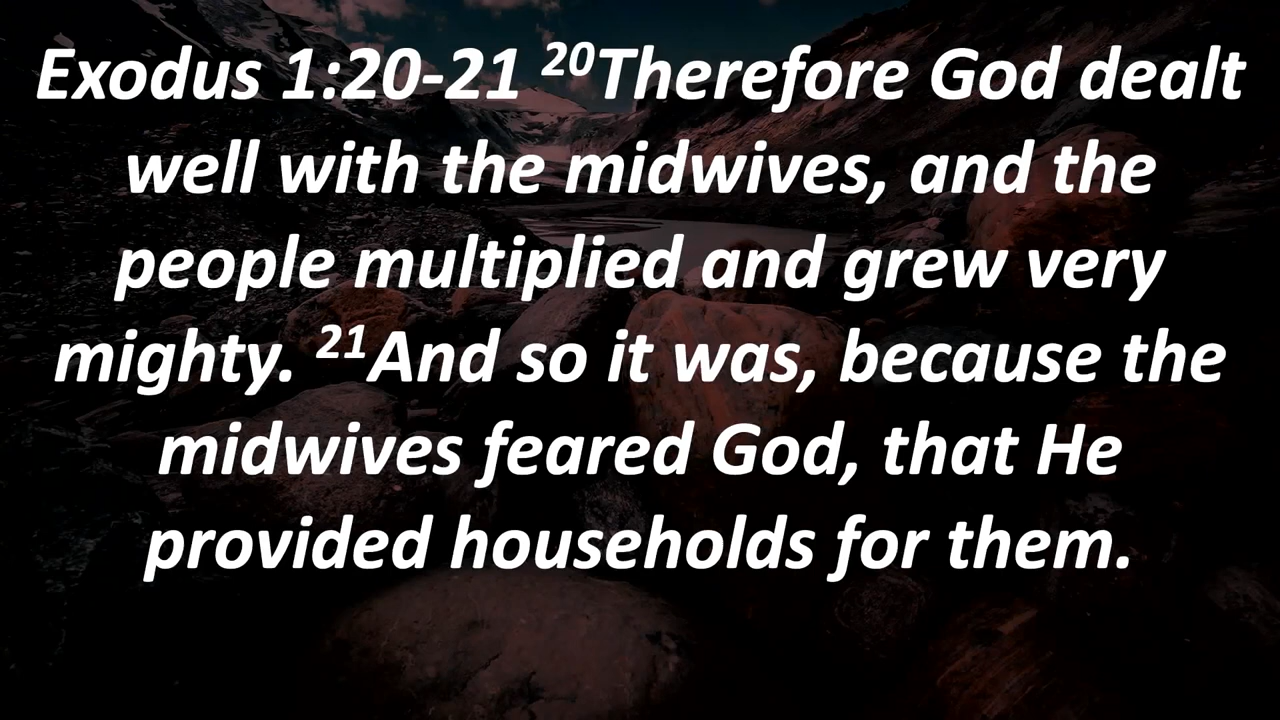 Exodus 1:20-21 ²⁰Therefore God dealt
well with the midwives, and the
people multiplied and grew very
mighty. ²¹And so it was, because the
midwives feared God, that He
provided households for them.